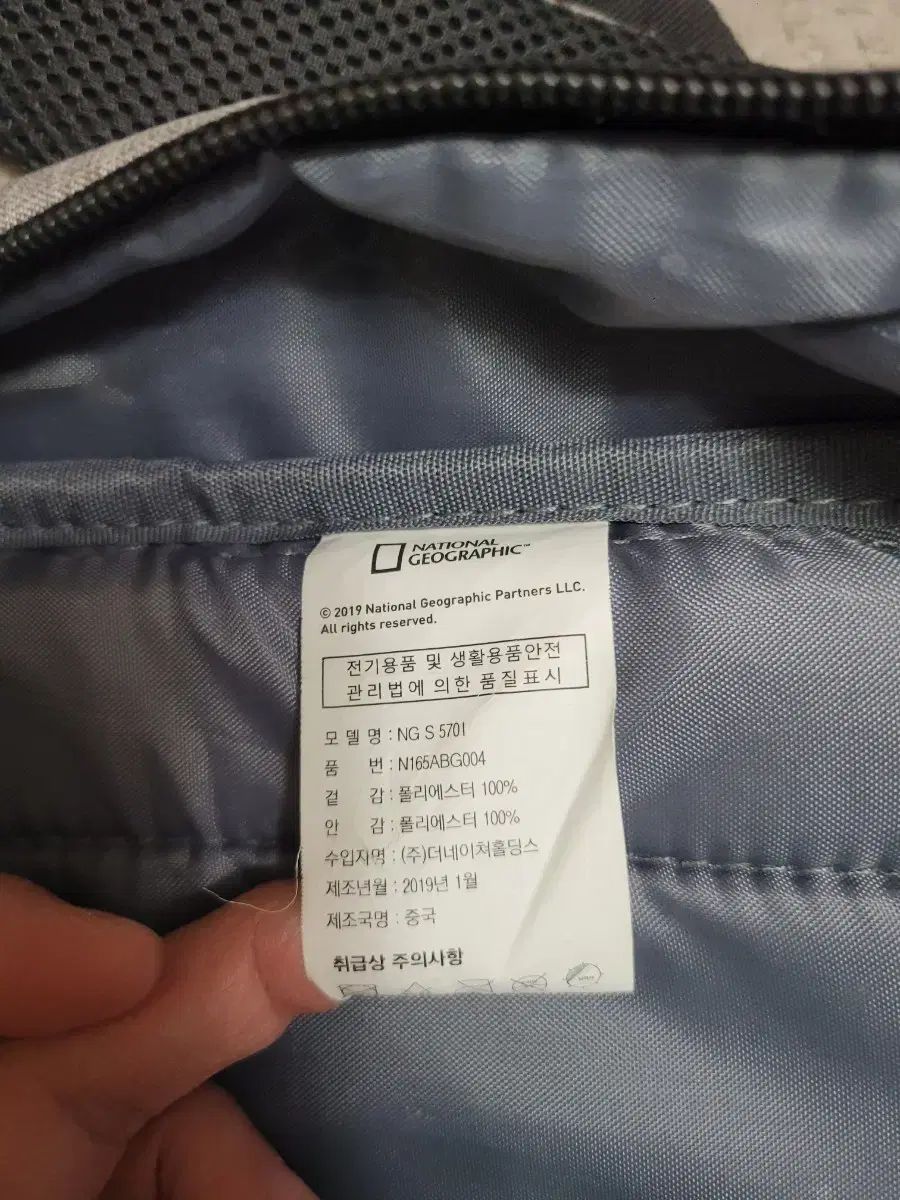 NATIONAL
GEOGRAPHIC™
© 2019 National Geographic Partners LLC.
All rights reserved.
전기용품 및 생활용품안전
관리법에 의한 품질표시
모 델 명 : NG S 570I
품 번 : N165ABG004
겉 감 : 폴리에스터 100%
안 감 : 폴리에스터 100%
수입자명 : (주)더네이쳐홀딩스
제조년월 : 2019년 1월
제조국명 : 중국
취급상 주의사항